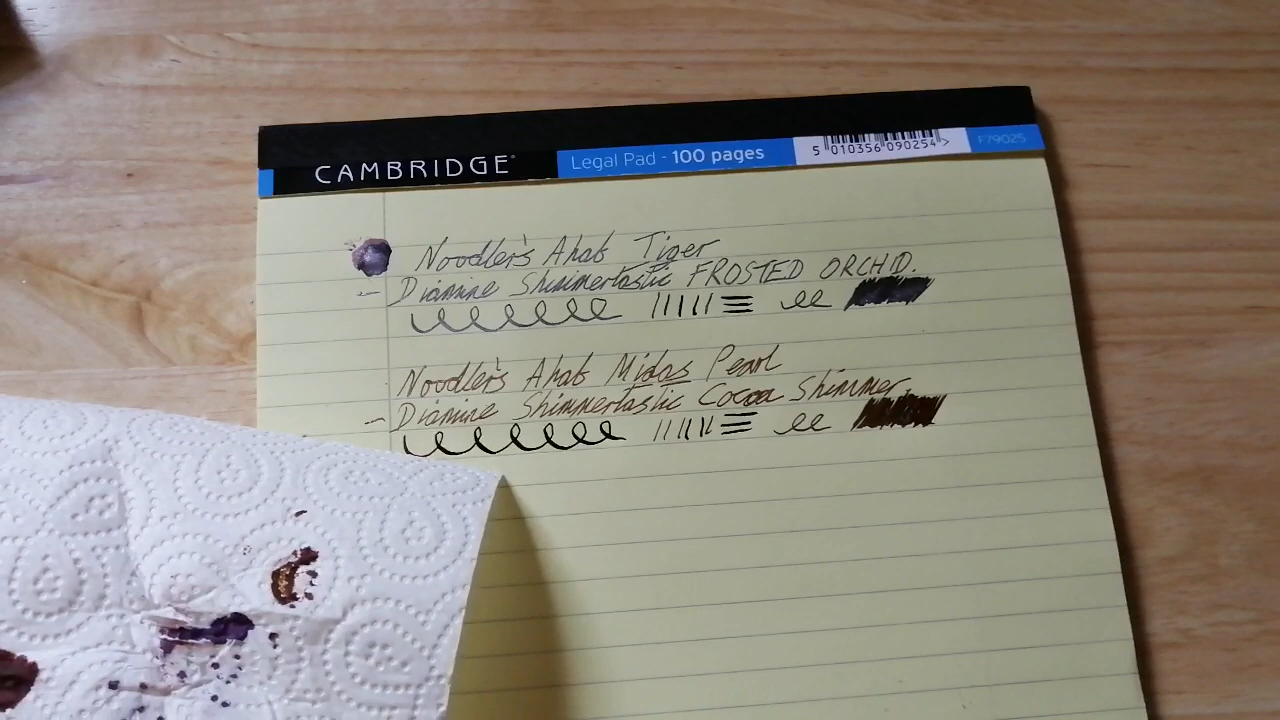 CAMBRIDGE®
Legal Pad - 100 pages
5 010356 090254 >
F79025
Noodler's Ahab Tiger
- Diamine Shimmertastic FROSTED ORCHID.
Noodler's Ahab Midas Pearl
- Diamine Shimmertastic Cocoa Shimmer.